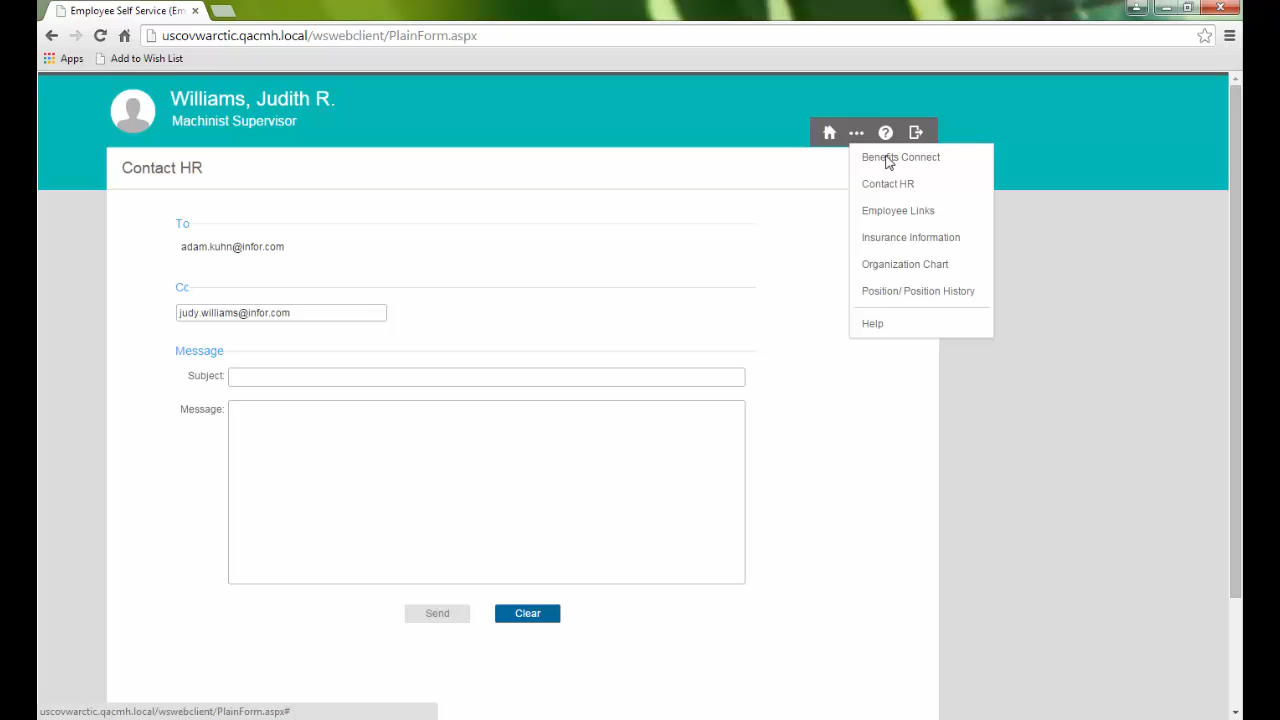 Employee Self Service (Em
uscovwarctic.qacmh.local/wswebclient/PlainForm.aspx
Apps
Add to Wish List
Williams, Judith R.
Machinist Supervisor
Contact HR
Benefits Connect
Contact HR
Employee Links
Insurance Information
Organization Chart
Position/ Position History
Help
To
adam.kuhn@infor.com
Cc
judy.williams@infor.com
Message
Subject:
Message:
Send
Clear
uscovwarctic.qacmh.local/wswebclient/PlainForm.aspx#